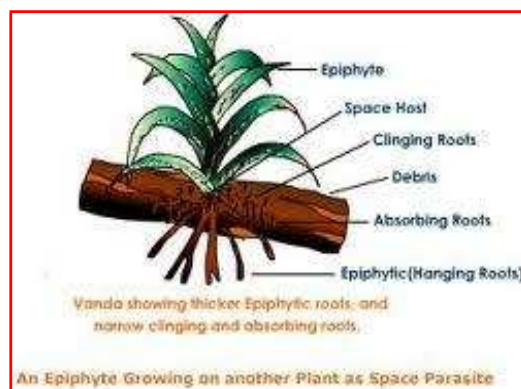 Epiphyte
Space Host
Clinging Roots
Debris
Absorbing Roots
Epiphytic(Hanging Roots)
Vanda showing thicker Epiphytic roots, and
narrow clinging and absorbing roots.
An Epiphyte Growing on another Plant as Space Parasite